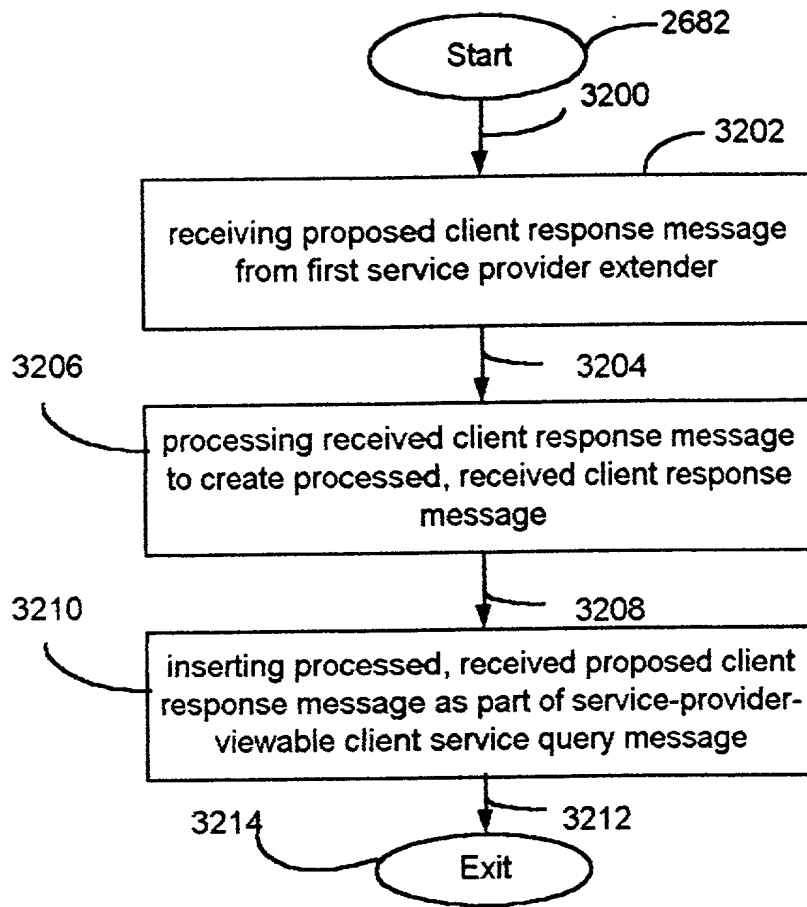 2682
Start
3200
3202
receiving proposed client response message
from first service provider extender
3206
3204
processing received client response message
to create processed, received client response
message
3210
3208
inserting processed, received proposed client
response message as part of service-provider-
viewable client service query message
3214
3212
Exit